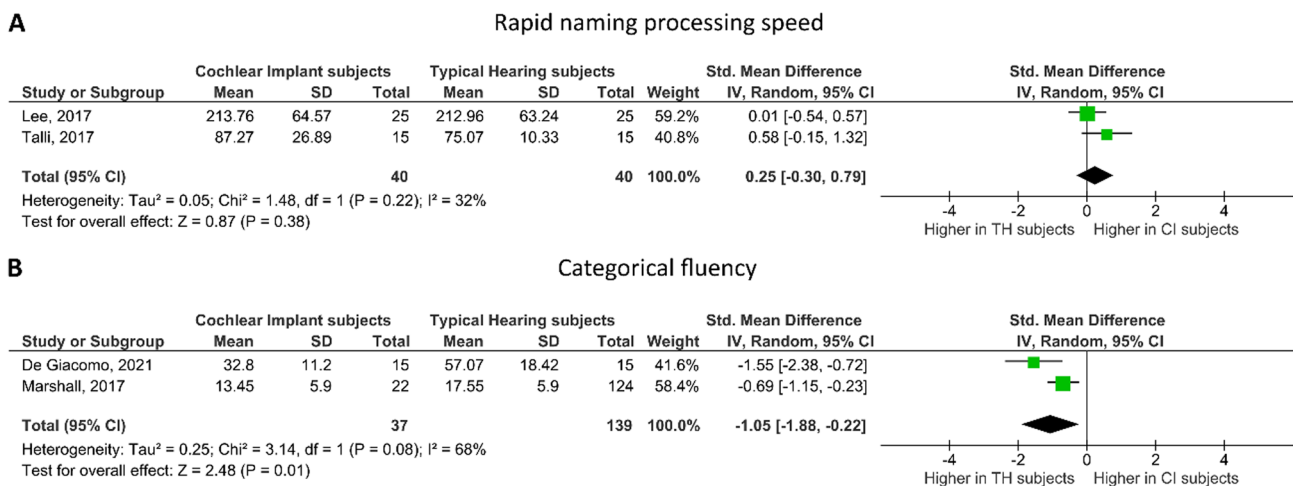 A
Rapid naming processing speed
Cochlear Implant subjects Typical Hearing subjects Std. Mean Difference Std. Mean Difference
Study or Subgroup Mean SD Total Mean SD Total Weight IV, Random, 95% CI IV, Random, 95% CI
Lee, 2017 213.76 64.57 25 212.96 63.24 25 59.2% 0.01 [-0.54, 0.57]
Talli, 2017 87.27 26.89 15 75.07 10.33 15 40.8% 0.58 [-0.15, 1.32]
Total (95% CI) 40 40 100.0% 0.25 [-0.30, 0.79]
Heterogeneity: Tau² = 0.05; Chi² = 1.48, df = 1 (P = 0.22); I² = 32%
Test for overall effect: Z = 0.87 (P = 0.38)
-4 -2 0 2 4
Higher in TH subjects Higher in CI subjects
B
Categorical fluency
Cochlear Implant subjects Typical Hearing subjects Std. Mean Difference Std. Mean Difference
Study or Subgroup Mean SD Total Mean SD Total Weight IV, Random, 95% CI IV, Random, 95% CI
De Giacomo, 2021 32.8 11.2 15 57.07 18.42 15 41.6% -1.55 [-2.38, -0.72]
Marshall, 2017 13.45 5.9 22 17.55 5.9 124 58.4% -0.69 [-1.15, -0.23]
Total (95% CI) 37 139 100.0% -1.05 [-1.88, -0.22]
Heterogeneity: Tau² = 0.25; Chi² = 3.14, df = 1 (P = 0.08); I² = 68%
Test for overall effect: Z = 2.48 (P = 0.01)
-4 -2 0 2 4
Higher in TH subjects Higher in CI subjects